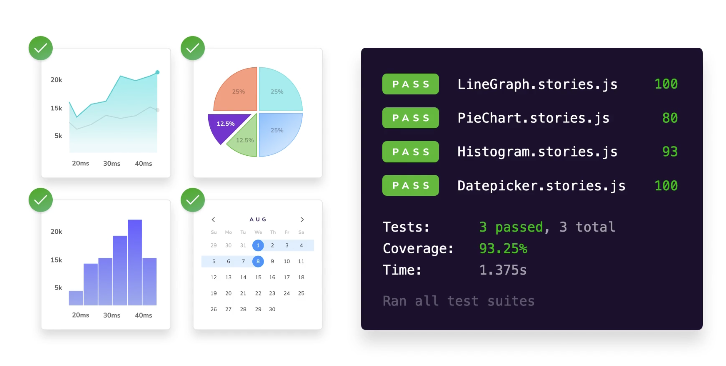 20k
15k
5k
20ms 30ms 40ms
25% 25%
12.5% 25%
12.5%
20k
15k
5k
20ms 30ms 40ms
AUG
Su Mo Tu We Th Fr Sa
29 30 31 1 2 3 4
5 6 7 8 9 10 11
12 13 14 15 16 17 18
19 20 21 22 23 24 25
26 27 28 29 30
PASS LineGraph.stories.js 100
PASS PieChart.stories.js 80
PASS Histogram.stories.js 93
PASS Datepicker.stories.js 100
Tests: 3 passed, 3 total
Coverage: 93.25%
Time: 1.375s
Ran all test suites